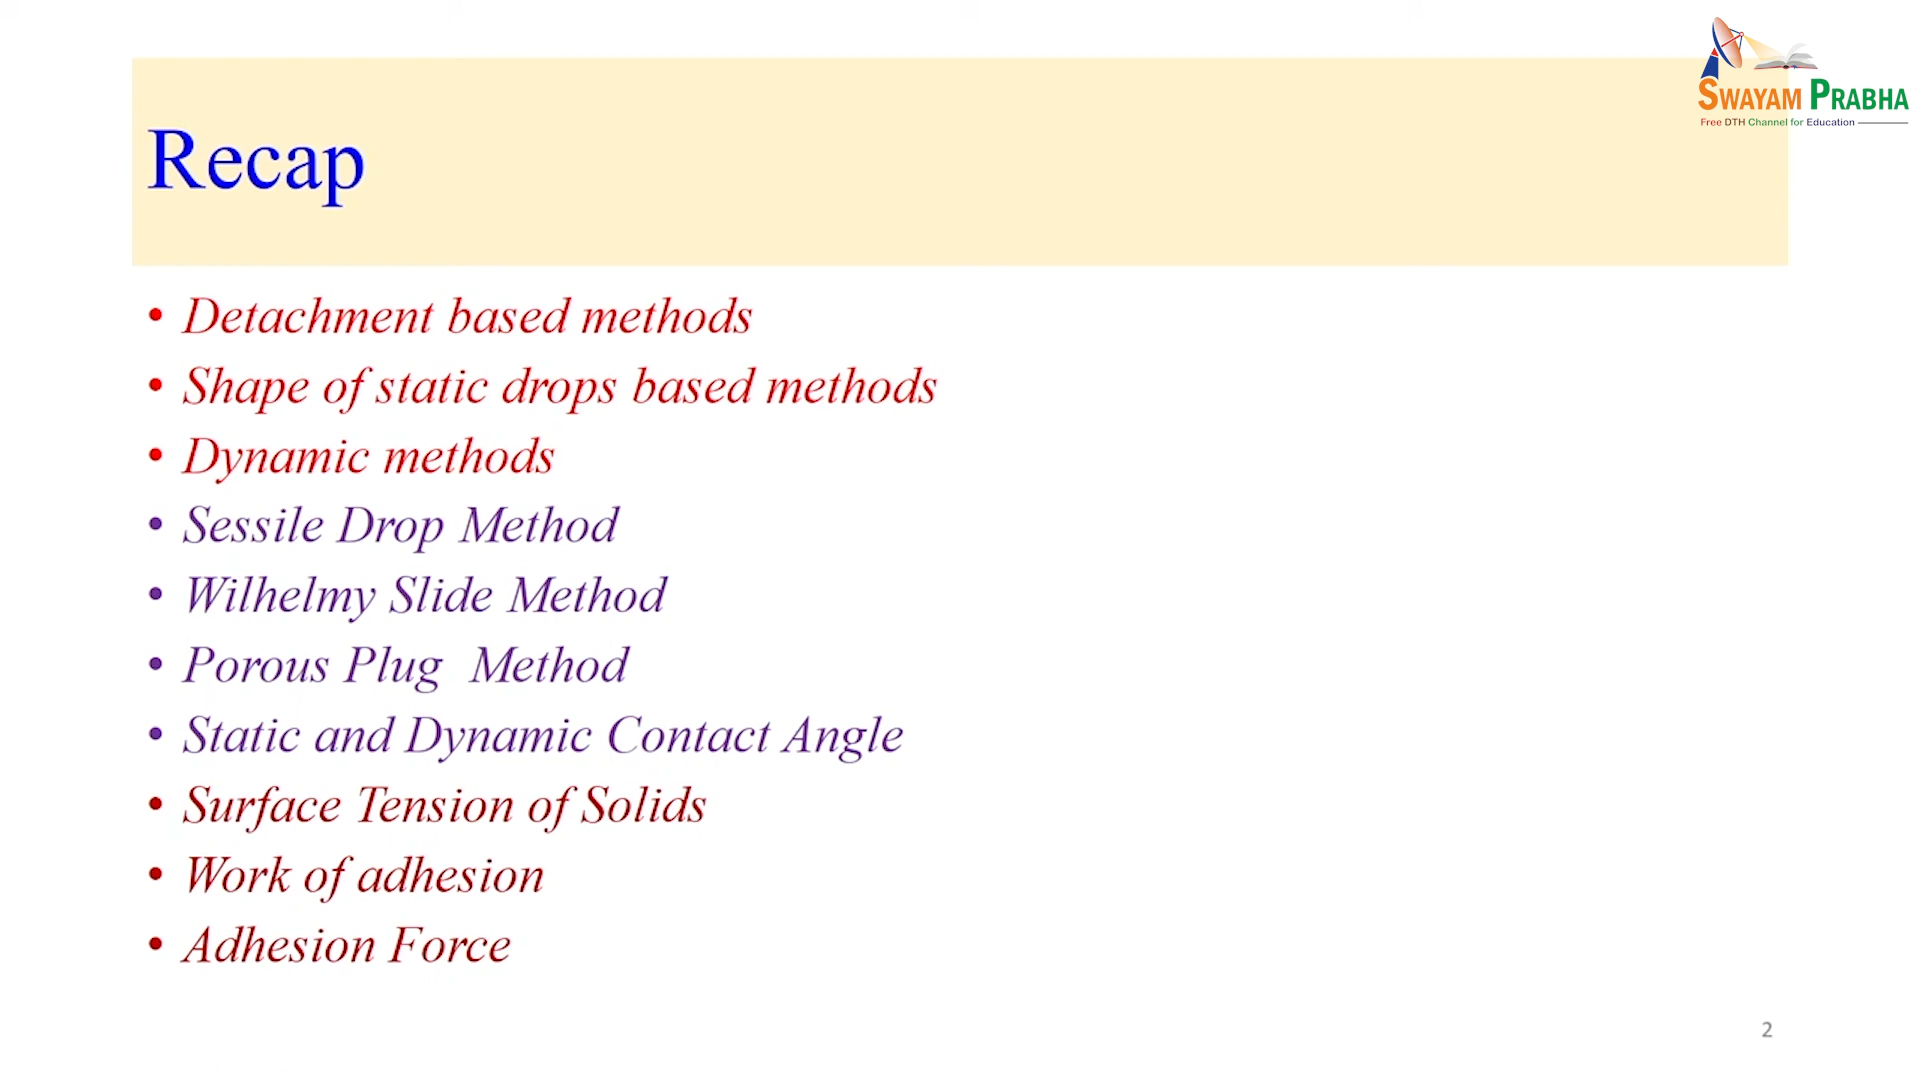 SWAYAM PRABHA
Free DTH Channel for Education
Recap
• Detachment based methods
• Shape of static drops based methods
• Dynamic methods
• Sessile Drop Method
• Wilhelmy Slide Method
• Porous Plug  Method
• Static and Dynamic Contact Angle
• Surface Tension of Solids
• Work of adhesion
• Adhesion Force
2